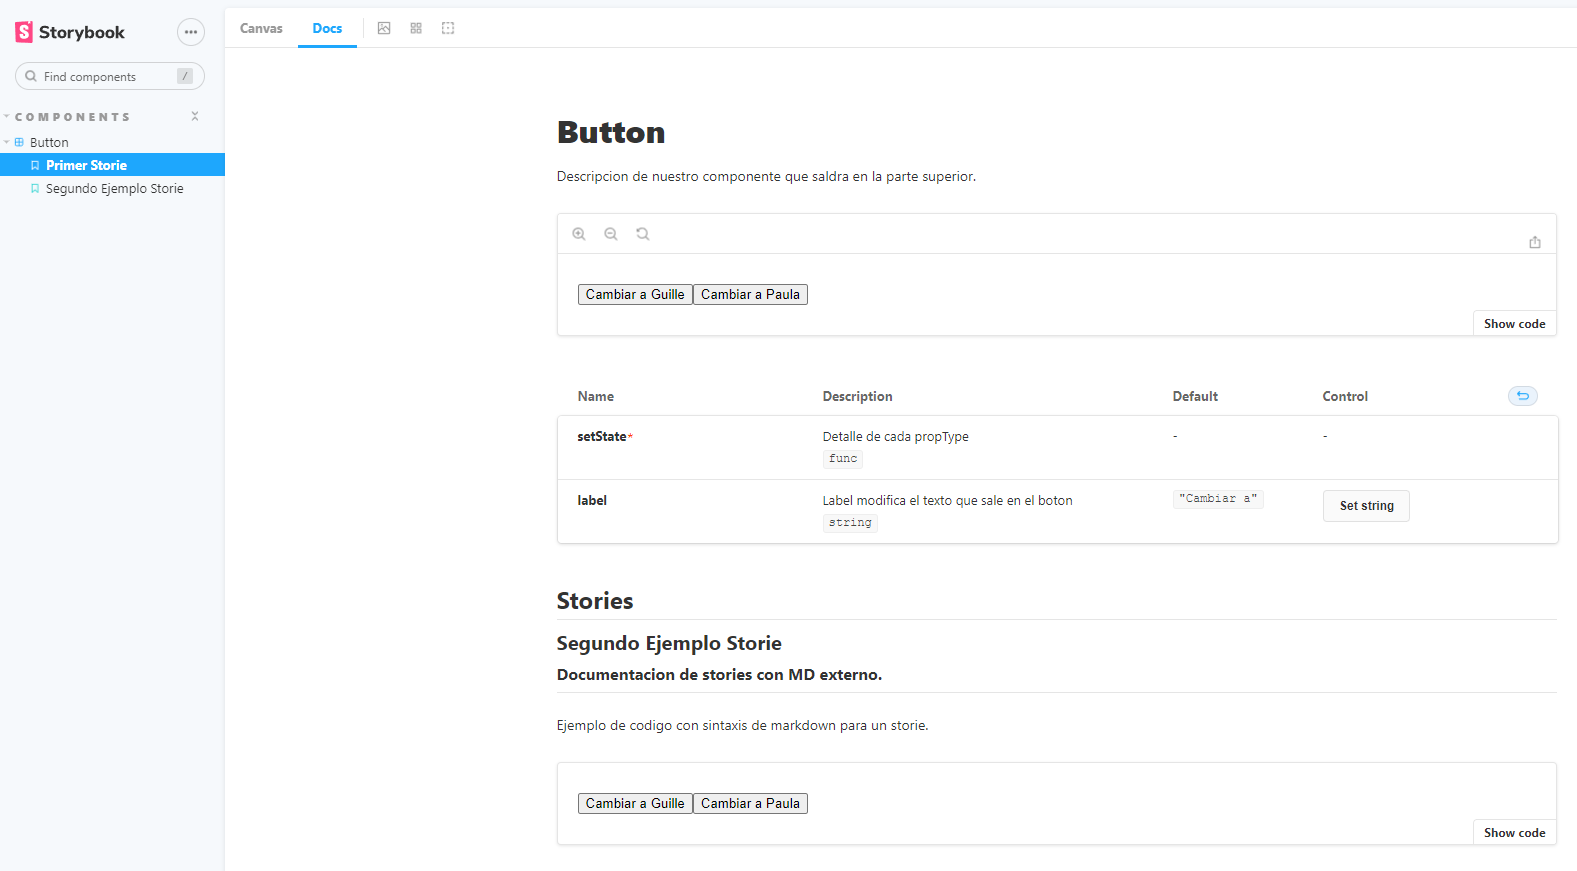 Storybook
Find components /
COMPONENTS
Button
Primer Storie
Segundo Ejemplo Storie
Canvas Docs
Button
Descripcion de nuestro componente que saldra en la parte superior.
Cambiar a Guille Cambiar a Paula
Show code
Name Description Default Control
setState* Detalle de cada propType - -
func
label Label modifica el texto que sale en el boton "Cambiar a" Set string
string
Stories
Segundo Ejemplo Storie
Documentacion de stories con MD externo.
Ejemplo de codigo con sintaxis de markdown para un storie.
Cambiar a Guille Cambiar a Paula
Show code